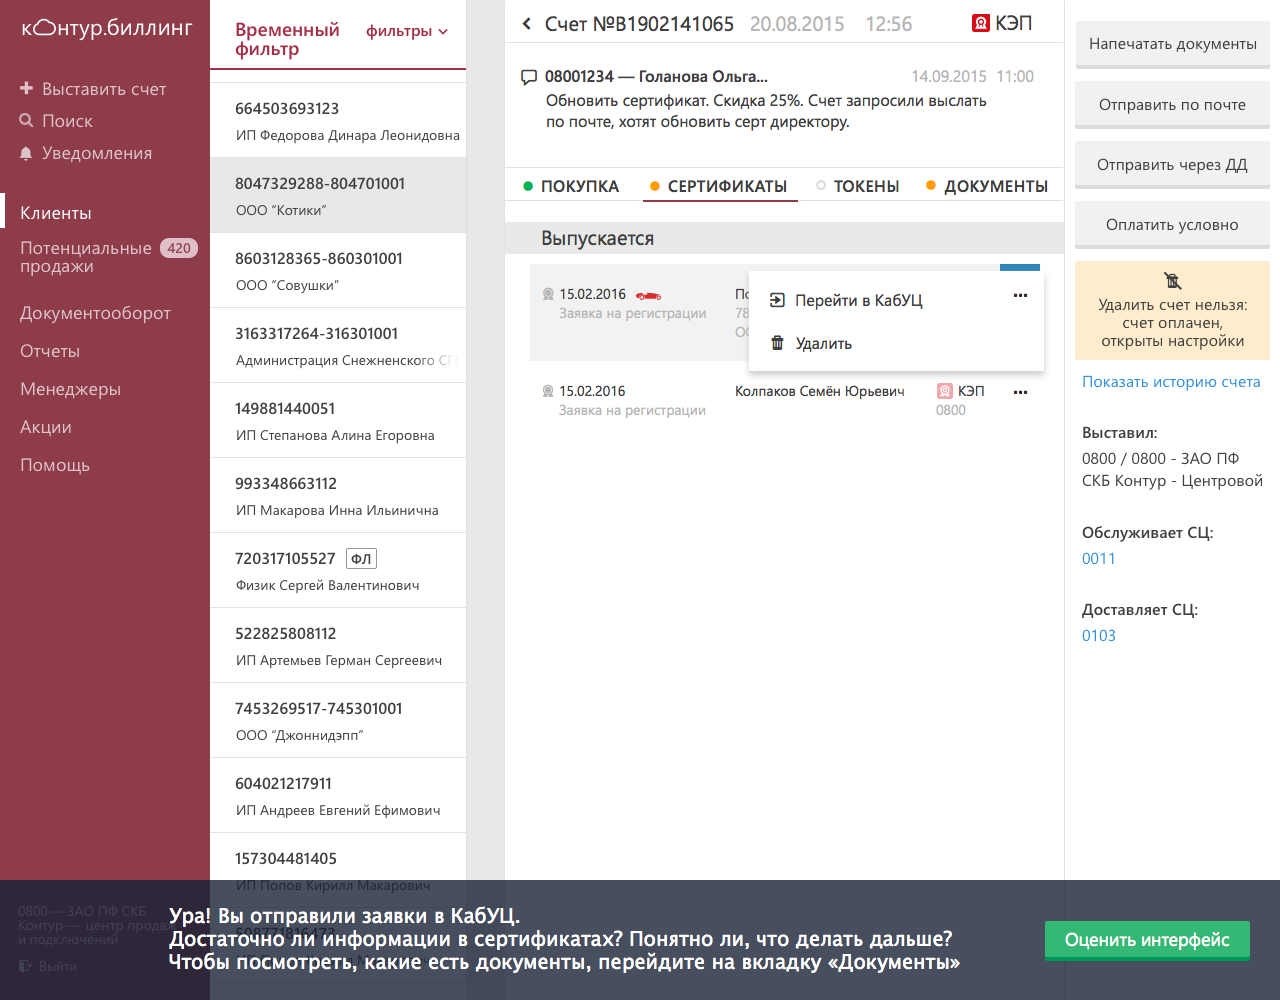 контур.биллинг
Выставить счет
Поиск
Уведомления
Клиенты
Потенциальные 420
продажи
Документооборот
Отчеты
Менеджеры
Акции
Помощь
0800 — ЗАО ПФ СКБ
Контур — центр продаж
и подключений
Выйти
Временный фильтры
фильтр
664503693123
ИП Федорова Динара Леонидовна
8047329288-804701001
ООО “Котики”
8603128365-860301001
ООО “Совушки”
3163317264-316301001
Администрация Снежненского СП
149881440051
ИП Степанова Алина Егоровна
993348663112
ИП Макарова Инна Ильинична
720317105527 ФЛ
Физик Сергей Валентинович
522825808112
ИП Артемьев Герман Сергеевич
7453269517-745301001
ООО “Джоннидэпп”
604021217911
ИП Андреев Евгений Ефимович
157304481405
ИП Попов Кирилл Макарович
508771816473
Счет №B1902141065 20.08.2015 12:56 КЭП
08001234 — Голанова Ольга... 14.09.2015 11:00
Обновить сертификат. Скидка 25%. Счет запросили выслать
по почте, хотят обновить серт директору.
ПОКУПКА СЕРТИФИКАТЫ ТОКЕНЫ ДОКУМЕНТЫ
Выпускается
15.02.2016 По
Заявка на регистрации 78
ОС
Перейти в КабУЦ ...
Удалить
15.02.2016 Колпаков Семён Юрьевич КЭП ...
Заявка на регистрации 0800
Напечатать документы
Отправить по почте
Отправить через ДД
Оплатить условно
Удалить счет нельзя:
счет оплачен,
открыты настройки
Показать историю счета
Выставил:
0800 / 0800 - ЗАО ПФ
СКБ Контур - Центровой
Обслуживает СЦ:
0011
Доставляет СЦ:
0103
Ура! Вы отправили заявки в КабУЦ.
Достаточно ли информации в сертификатах? Понятно ли, что делать дальше?
Чтобы посмотреть, какие есть документы, перейдите на вкладку «Документы»
Оценить интерфейс